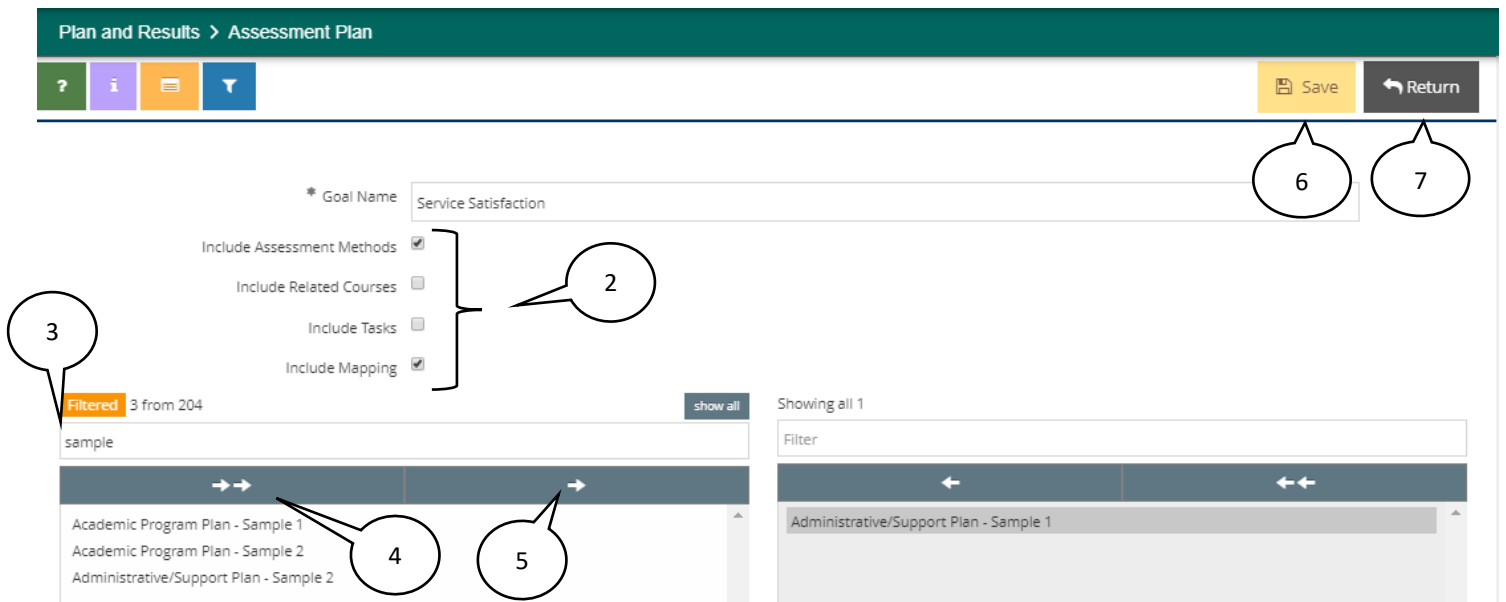 Plan and Results > Assessment Plan
? i Save Return
6 7
* Goal Name Service Satisfaction
Include Assessment Methods
Include Related Courses
2
Include Tasks
3
Include Mapping
Filtered 3 from 204 show all
sample
Academic Program Plan - Sample 1
Academic Program Plan - Sample 2
Administrative/Support Plan - Sample 2
4 5
Showing all 1
Filter
Administrative/Support Plan - Sample 1